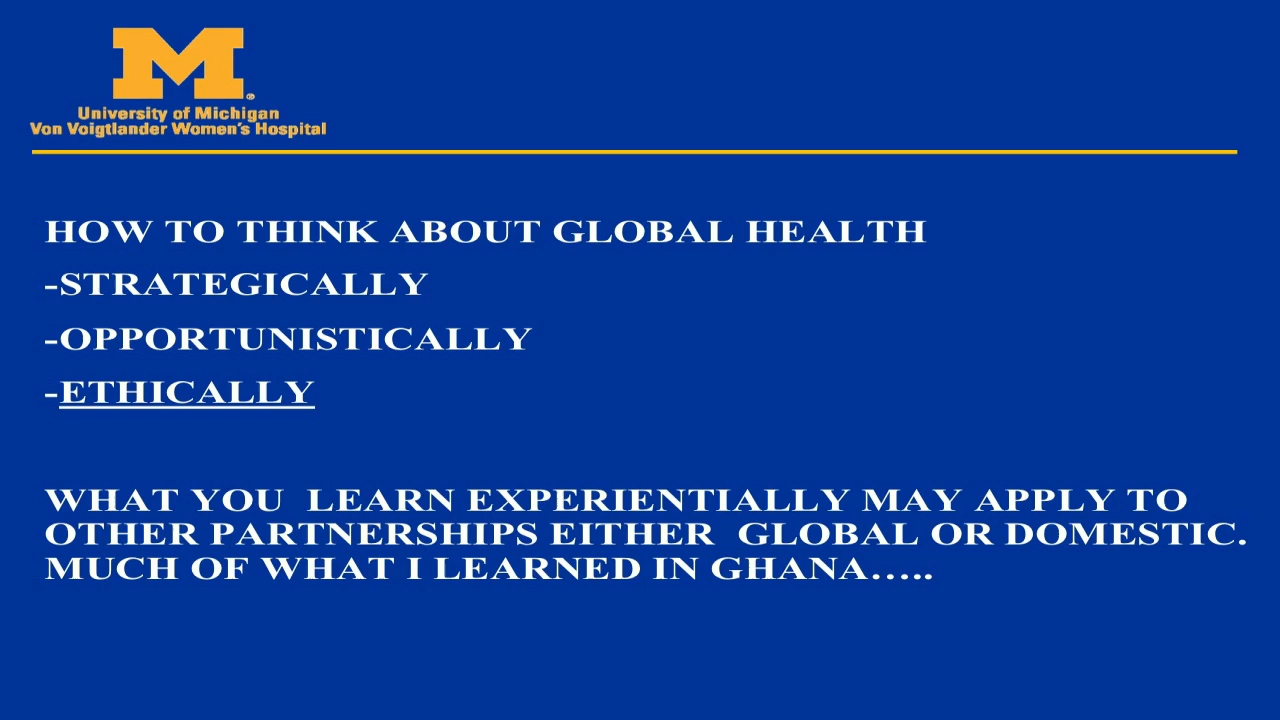 M®
University of Michigan
Von Voigtlander Women's Hospital
HOW TO THINK ABOUT GLOBAL HEALTH
-STRATEGICALLY
-OPPORTUNISTICALLY
-ETHICALLY
WHAT YOU  LEARN EXPERIENTIALLY MAY APPLY TO
OTHER PARTNERSHIPS EITHER  GLOBAL OR DOMESTIC.
MUCH OF WHAT I LEARNED IN GHANA…..